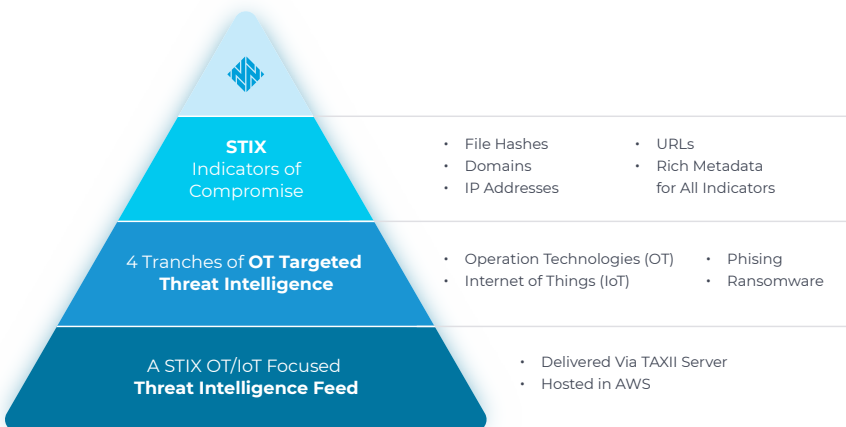 STIX
Indicators of
Compromise
• File Hashes
• Domains
• IP Addresses
• URLs
• Rich Metadata
for All Indicators
4 Tranches of OT Targeted
Threat Intelligence
• Operation Technologies (OT)
• Internet of Things (IoT)
• Phising
• Ransomware
A STIX OT/IoT Focused
Threat Intelligence Feed
• Delivered Via TAXII Server
• Hosted in AWS